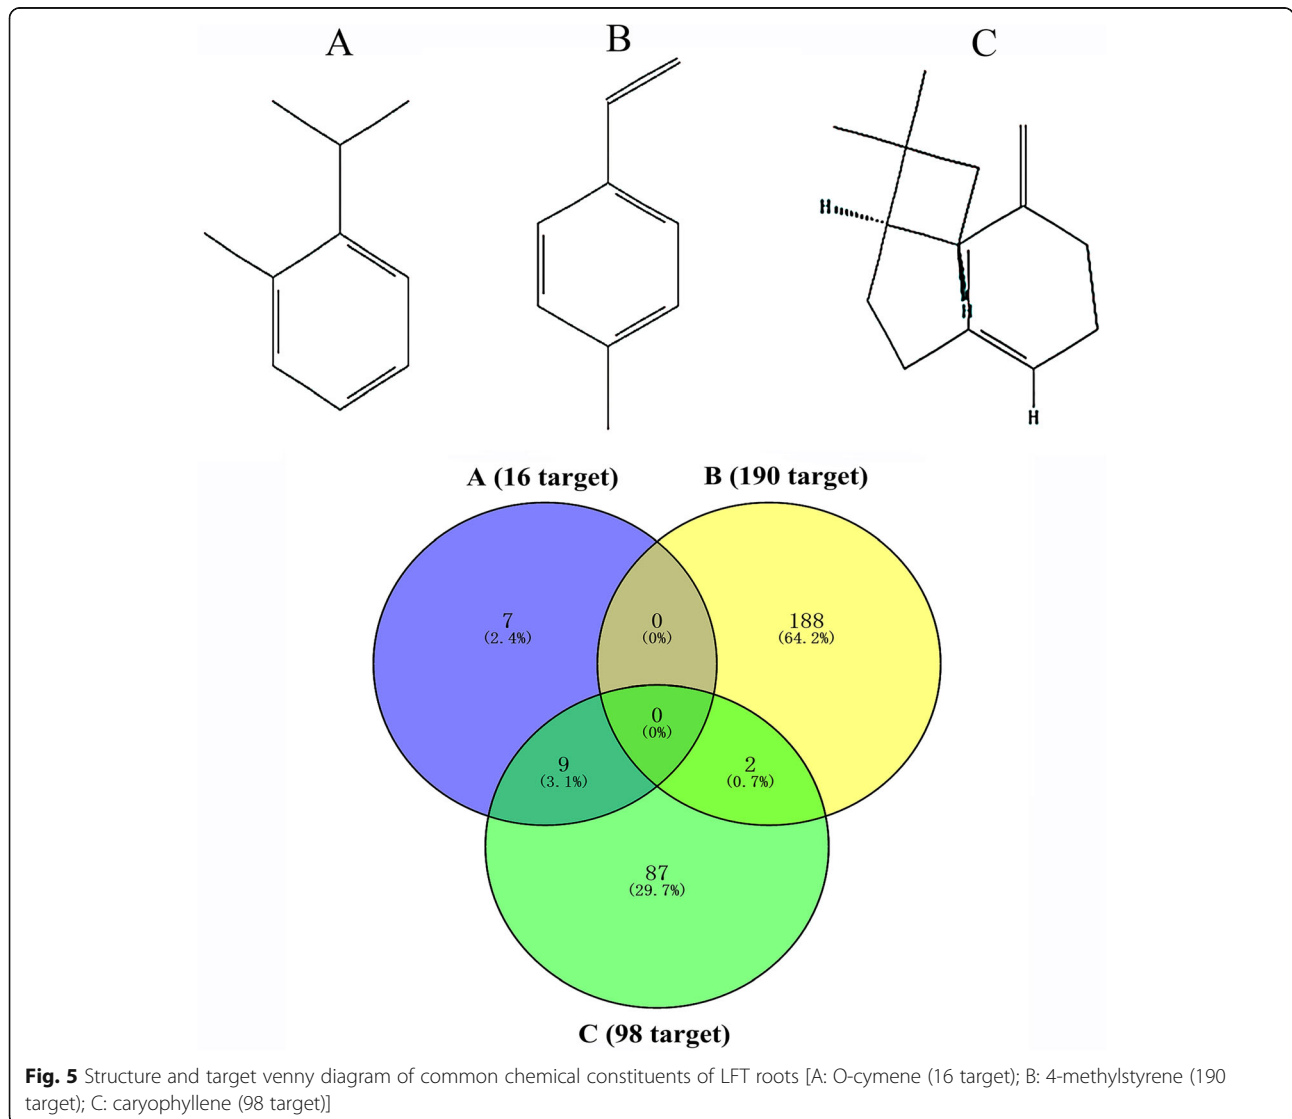 A
B
C
H
H
H
A (16 target)
B (190 target)
7
(2.4%)
0
(0%)
188
(64.2%)
0
(0%)
9
(3.1%)
2
(0.7%)
87
(29.7%)
C (98 target)
Fig. 5 Structure and target venny diagram of common chemical constituents of LFT roots [A: O-cymene (16 target); B: 4-methylstyrene (190
target); C: caryophyllene (98 target)]